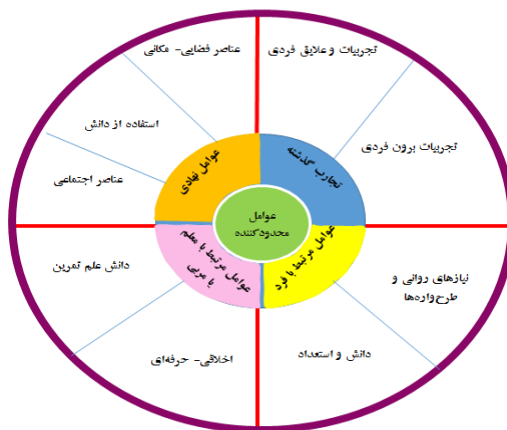 تجربیات و علایق فردی
تجربیات برون فردی
نیازهای روانی و
طرح‌واره‌ها
دانش و استعداد
اخلاقی- حرفه‌ای
دانش علم تمرین
عناصر اجتماعی
استفاده از دانش
عناصر فضایی- مکانی
تجارب گذشته
عوامل مرتبط با فرد
عوامل مرتبط با معلم
یا مربی
عوامل نهادی
عوامل
محدودکننده